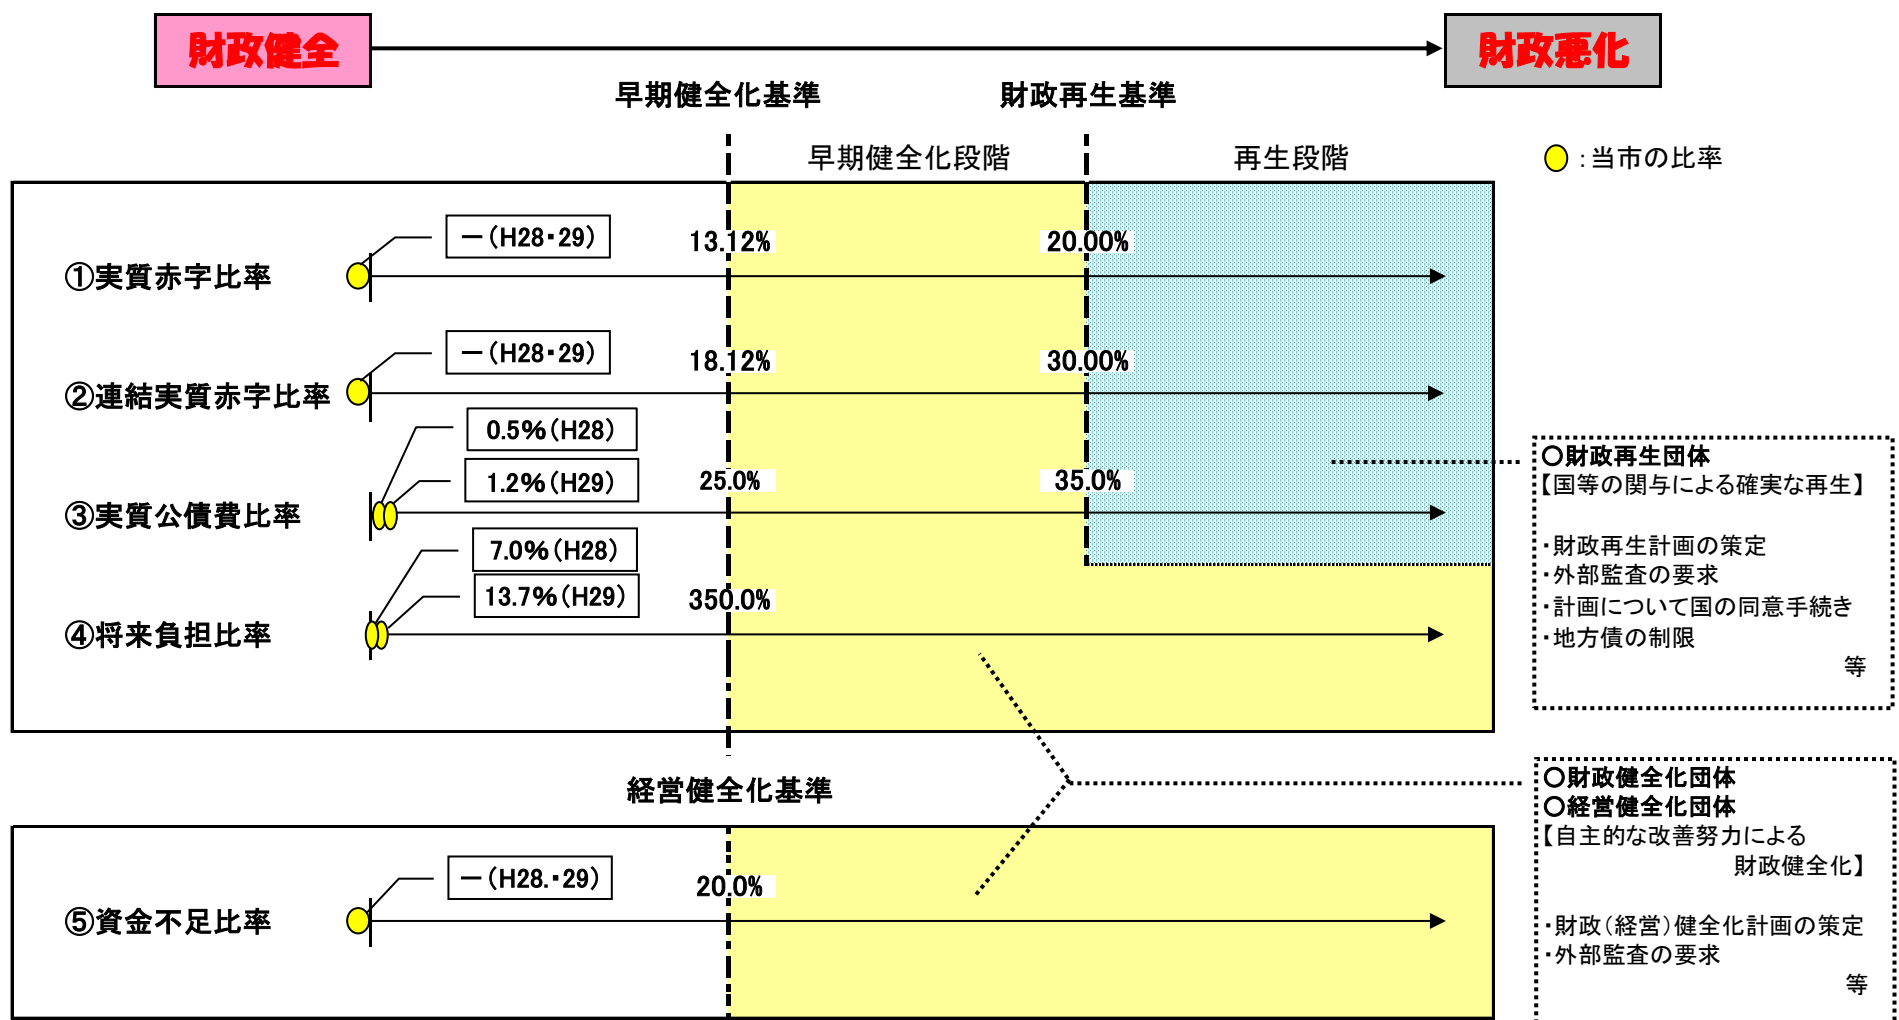 財政健全
財政悪化
早期健全化基準
財政再生基準
早期健全化段階
再生段階
：当市の比率
－（H28・29）
13.12%
20.00%
①実質赤字比率
－（H28・29）
18.12%
30.00%
②連結実質赤字比率
0.5%（H28）
1.2%（H29）
25.0%
35.0%
③実質公債費比率
7.0%（H28）
13.7%（H29）
350.0%
④将来負担比率
○財政再生団体
【国等の関与による確実な再生】
・財政再生計画の策定
・外部監査の要求
・計画について国の同意手続き
・地方債の制限
等
経営健全化基準
－（H28.・29）
20.0%
⑤資金不足比率
○財政健全化団体
○経営健全化団体
【自主的な改善努力による
財政健全化】
・財政（経営）健全化計画の策定
・外部監査の要求
等